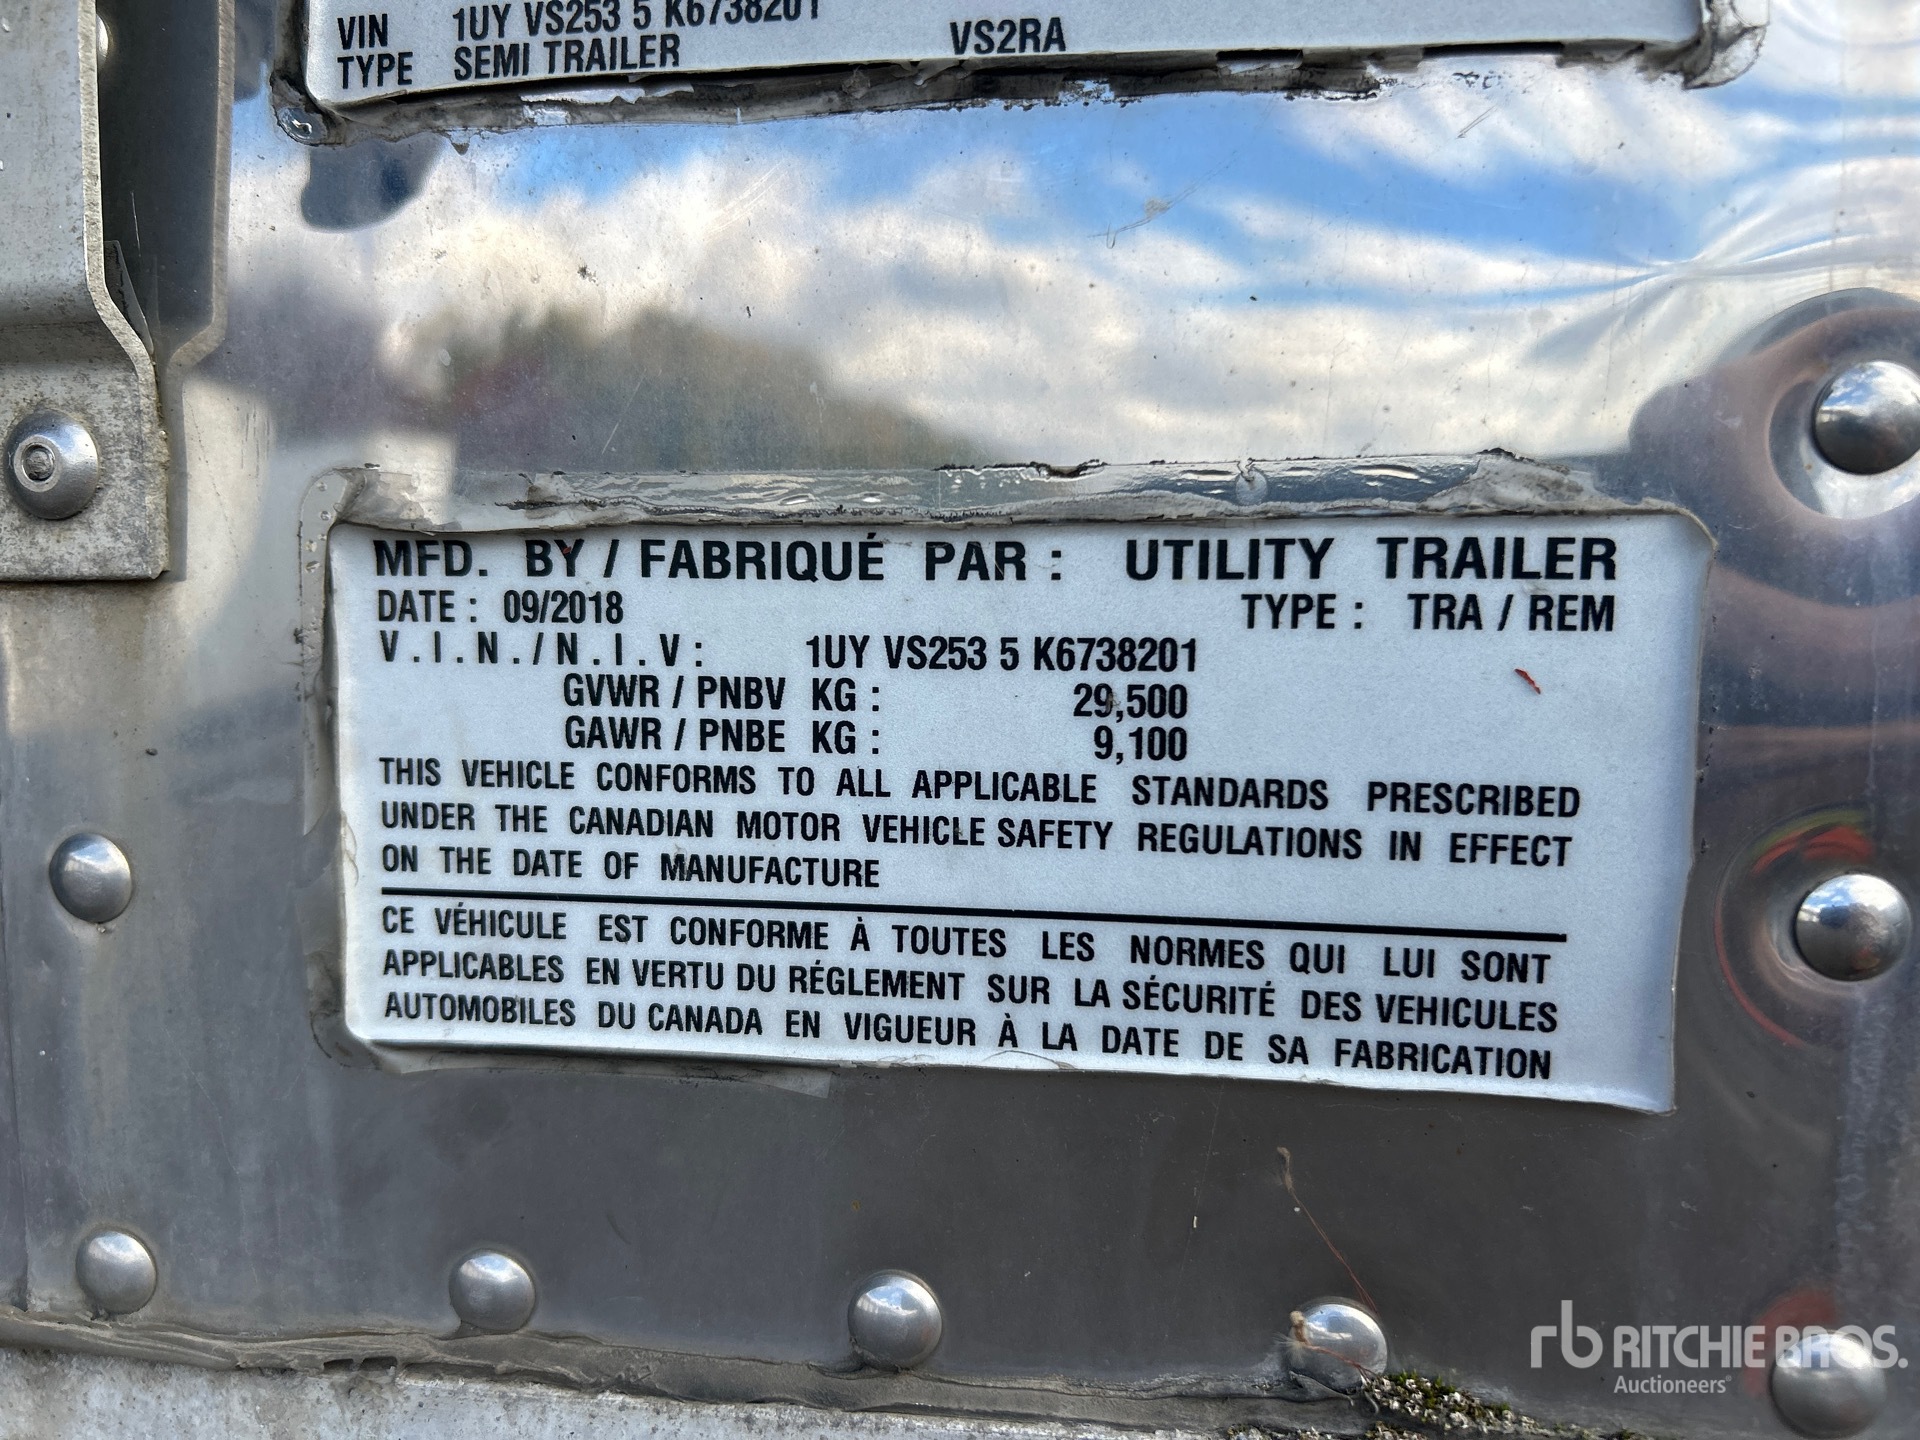 VIN 1UY VS253 5 K6738201
TYPE SEMI TRAILER VS2RA
MFD. BY / FABRIQUÉ PAR : UTILITY TRAILER
DATE : 09/2018 TYPE : TRA / REM
V.I.N./N.I.V: 1UY VS253 5 K6738201
GVWR / PNBV KG : 29,500
GAWR / PNBE KG : 9,100
THIS VEHICLE CONFORMS TO ALL APPLICABLE STANDARDS PRESCRIBED
UNDER THE CANADIAN MOTOR VEHICLE SAFETY REGULATIONS IN EFFECT
ON THE DATE OF MANUFACTURE
CE VÉHICULE EST CONFORME À TOUTES LES NORMES QUI LUI SONT
APPLICABLES EN VERTU DU RÉGLEMENT SUR LA SÉCURITÉ DES VEHICULES
AUTOMOBILES DU CANADA EN VIGUEUR À LA DATE DE SA FABRICATION
rb RITCHIE BROS.
Auctioneers